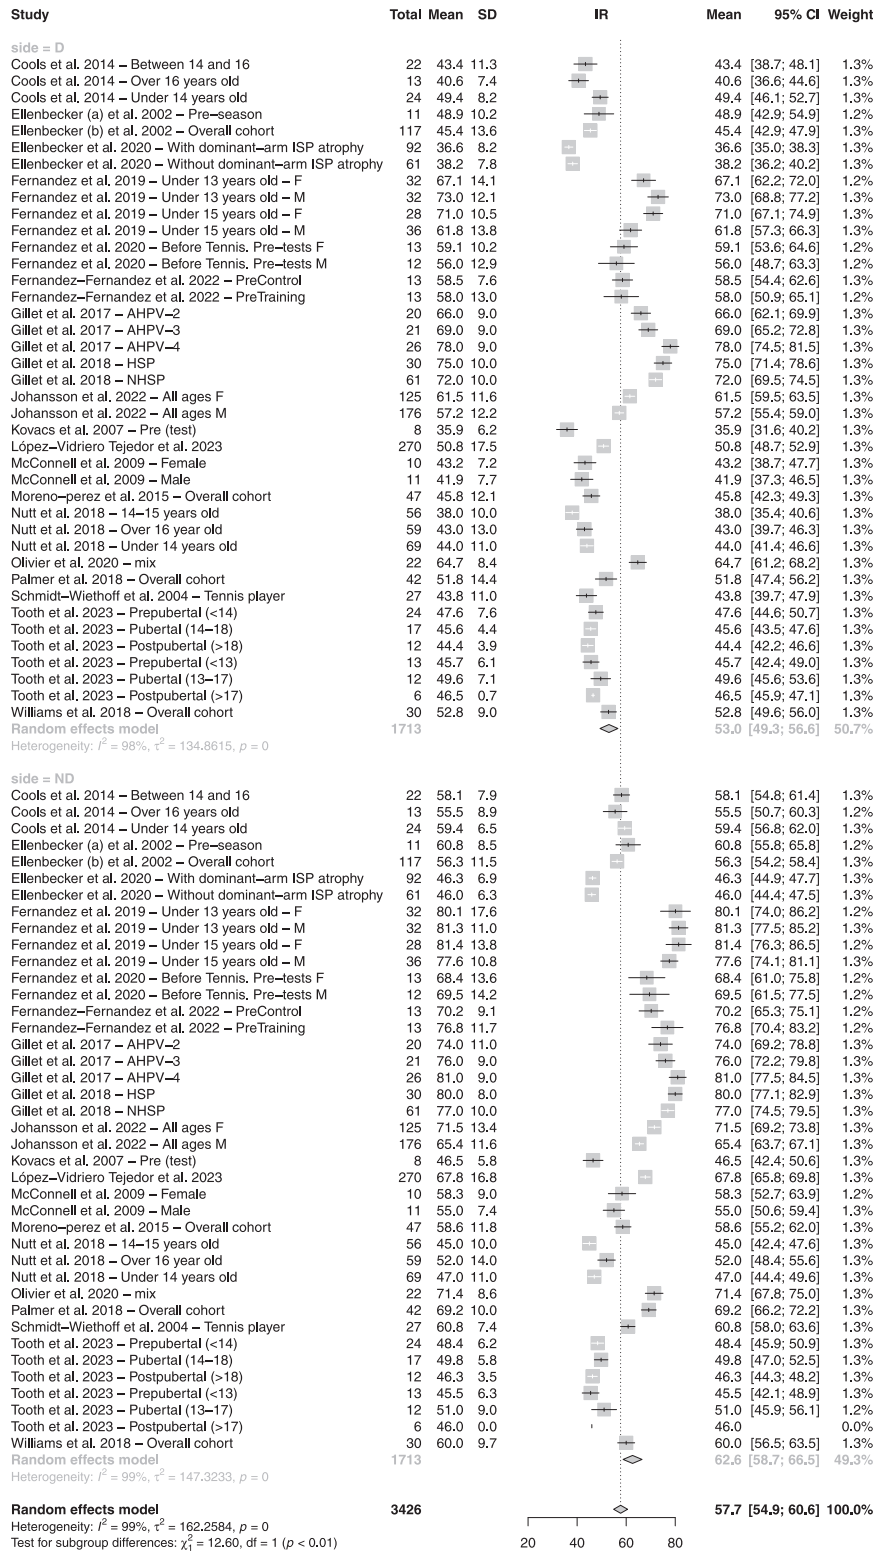 Study Total Mean SD IR Mean 95% CI Weight
side = D
Cools et al. 2014 – Between 14 and 16 22 43.4 11.3 43.4 [38.7; 48.1] 1.3%
Cools et al. 2014 – Over 16 years old 13 40.6 7.4 40.6 [36.6; 44.6] 1.3%
Cools et al. 2014 – Under 14 years old 24 49.4 8.2 49.4 [46.1; 52.7] 1.3%
Ellenbecker (a) et al. 2002 – Pre–season 11 48.9 10.2 48.9 [42.9; 54.9] 1.2%
Ellenbecker (b) et al. 2002 – Overall cohort 117 45.4 13.6 45.4 [42.9; 47.9] 1.3%
Ellenbecker et al. 2020 – With dominant–arm ISP atrophy 92 36.6 8.2 36.6 [35.0; 38.3] 1.3%
Ellenbecker et al. 2020 – Without dominant–arm ISP atrophy 61 38.2 7.8 38.2 [36.2; 40.2] 1.3%
Fernandez et al. 2019 – Under 13 years old – F 32 67.1 14.1 67.1 [62.2; 72.0] 1.2%
Fernandez et al. 2019 – Under 13 years old – M 32 73.0 12.1 73.0 [68.8; 77.2] 1.3%
Fernandez et al. 2019 – Under 15 years old – F 28 71.0 10.5 71.0 [67.1; 74.9] 1.3%
Fernandez et al. 2019 – Under 15 years old – M 36 61.8 13.8 61.8 [57.3; 66.3] 1.3%
Fernandez et al. 2020 – Before Tennis. Pre–tests F 13 59.1 10.2 59.1 [53.6; 64.6] 1.2%
Fernandez et al. 2020 – Before Tennis. Pre–tests M 12 56.0 12.9 56.0 [48.7; 63.3] 1.2%
Fernandez–Fernandez et al. 2022 – PreControl 13 58.5 7.6 58.5 [54.4; 62.6] 1.3%
Fernandez–Fernandez et al. 2022 – PreTraining 13 58.0 13.0 58.0 [50.9; 65.1] 1.2%
Gillet et al. 2017 – AHPV–2 20 66.0 9.0 66.0 [62.1; 69.9] 1.3%
Gillet et al. 2017 – AHPV–3 21 69.0 9.0 69.0 [65.2; 72.8] 1.3%
Gillet et al. 2017 – AHPV–4 26 78.0 9.0 78.0 [74.5; 81.5] 1.3%
Gillet et al. 2018 – HSP 30 75.0 10.0 75.0 [71.4; 78.6] 1.3%
Gillet et al. 2018 – NHSP 61 72.0 10.0 72.0 [69.5; 74.5] 1.3%
Johansson et al. 2022 – All ages F 125 61.5 11.6 61.5 [59.5; 63.5] 1.3%
Johansson et al. 2022 – All ages M 176 57.2 12.2 57.2 [55.4; 59.0] 1.3%
Kovacs et al. 2007 – Pre (test) 8 35.9 6.2 35.9 [31.6; 40.2] 1.3%
López–Vidriero Tejedor et al. 2023 270 50.8 17.5 50.8 [48.7; 52.9] 1.3%
McConnell et al. 2009 – Female 10 43.2 7.2 43.2 [38.7; 47.7] 1.3%
McConnell et al. 2009 – Male 11 41.9 7.7 41.9 [37.3; 46.5] 1.3%
Moreno–perez et al. 2015 – Overall cohort 47 45.8 12.1 45.8 [42.3; 49.3] 1.3%
Nutt et al. 2018 – 14–15 years old 56 38.0 10.0 38.0 [35.4; 40.6] 1.3%
Nutt et al. 2018 – Over 16 year old 59 43.0 13.0 43.0 [39.7; 46.3] 1.3%
Nutt et al. 2018 – Under 14 years old 69 44.0 11.0 44.0 [41.4; 46.6] 1.3%
Olivier et al. 2020 – mix 22 64.7 8.4 64.7 [61.2; 68.2] 1.3%
Palmer et al. 2018 – Overall cohort 42 51.8 14.4 51.8 [47.4; 56.2] 1.3%
Schmidt–Wiethoff et al. 2004 – Tennis player 27 43.8 11.0 43.8 [39.7; 47.9] 1.3%
Tooth et al. 2023 – Prepubertal (<14) 24 47.6 7.6 47.6 [44.6; 50.7] 1.3%
Tooth et al. 2023 – Pubertal (14–18) 17 45.6 4.4 45.6 [43.5; 47.6] 1.3%
Tooth et al. 2023 – Postpubertal (>18) 12 44.4 3.9 44.4 [42.2; 46.6] 1.3%
Tooth et al. 2023 – Prepubertal (<13) 13 45.7 6.1 45.7 [42.4; 49.0] 1.3%
Tooth et al. 2023 – Pubertal (13–17) 12 49.6 7.1 49.6 [45.6; 53.6] 1.3%
Tooth et al. 2023 – Postpubertal (>17) 6 46.5 0.7 46.5 [45.9; 47.1] 1.3%
Williams et al. 2018 – Overall cohort 30 52.8 9.0 52.8 [49.6; 56.0] 1.3%
Random effects model 1713 53.0 [49.3; 56.6] 50.7%
Heterogeneity: I² = 98%, τ² = 134.8615, p = 0
side = ND
Cools et al. 2014 – Between 14 and 16 22 58.1 7.9 58.1 [54.8; 61.4] 1.3%
Cools et al. 2014 – Over 16 years old 13 55.5 8.9 55.5 [50.7; 60.3] 1.3%
Cools et al. 2014 – Under 14 years old 24 59.4 6.5 59.4 [56.8; 62.0] 1.3%
Ellenbecker (a) et al. 2002 – Pre–season 11 60.8 8.5 60.8 [55.8; 65.8] 1.2%
Ellenbecker (b) et al. 2002 – Overall cohort 117 56.3 11.5 56.3 [54.2; 58.4] 1.3%
Ellenbecker et al. 2020 – With dominant–arm ISP atrophy 92 46.3 6.9 46.3 [44.9; 47.7] 1.3%
Ellenbecker et al. 2020 – Without dominant–arm ISP atrophy 61 46.0 6.3 46.0 [44.4; 47.5] 1.3%
Fernandez et al. 2019 – Under 13 years old – F 32 80.1 17.6 80.1 [74.0; 86.2] 1.2%
Fernandez et al. 2019 – Under 13 years old – M 32 81.3 11.0 81.3 [77.5; 85.2] 1.3%
Fernandez et al. 2019 – Under 15 years old – F 28 81.4 13.8 81.4 [76.3; 86.5] 1.2%
Fernandez et al. 2019 – Under 15 years old – M 36 77.6 10.8 77.6 [74.1; 81.1] 1.3%
Fernandez et al. 2020 – Before Tennis. Pre–tests F 13 68.4 13.6 68.4 [61.0; 75.8] 1.2%
Fernandez et al. 2020 – Before Tennis. Pre–tests M 12 69.5 14.2 69.5 [61.5; 77.5] 1.2%
Fernandez–Fernandez et al. 2022 – PreControl 13 70.2 9.1 70.2 [65.3; 75.1] 1.2%
Fernandez–Fernandez et al. 2022 – PreTraining 13 76.8 11.7 76.8 [70.4; 83.2] 1.2%
Gillet et al. 2017 – AHPV–2 20 74.0 11.0 74.0 [69.2; 78.8] 1.3%
Gillet et al. 2017 – AHPV–3 21 76.0 9.0 76.0 [72.2; 79.8] 1.3%
Gillet et al. 2017 – AHPV–4 26 81.0 9.0 81.0 [77.5; 84.5] 1.3%
Gillet et al. 2018 – HSP 30 80.0 8.0 80.0 [77.1; 82.9] 1.3%
Gillet et al. 2018 – NHSP 61 77.0 10.0 77.0 [74.5; 79.5] 1.3%
Johansson et al. 2022 – All ages F 125 71.5 13.4 71.5 [69.2; 73.8] 1.3%
Johansson et al. 2022 – All ages M 176 65.4 11.6 65.4 [63.7; 67.1] 1.3%
Kovacs et al. 2007 – Pre (test) 8 46.5 5.8 46.5 [42.4; 50.6] 1.3%
López–Vidriero Tejedor et al. 2023 270 67.8 16.8 67.8 [65.8; 69.8] 1.3%
McConnell et al. 2009 – Female 10 58.3 9.0 58.3 [52.7; 63.9] 1.2%
McConnell et al. 2009 – Male 11 55.0 7.4 55.0 [50.6; 59.4] 1.3%
Moreno–perez et al. 2015 – Overall cohort 47 58.6 11.8 58.6 [55.2; 62.0] 1.3%
Nutt et al. 2018 – 14–15 years old 56 45.0 10.0 45.0 [42.4; 47.6] 1.3%
Nutt et al. 2018 – Over 16 year old 59 52.0 14.0 52.0 [48.4; 55.6] 1.3%
Nutt et al. 2018 – Under 14 years old 69 47.0 11.0 47.0 [44.4; 49.6] 1.3%
Olivier et al. 2020 – mix 22 71.4 8.6 71.4 [67.8; 75.0] 1.3%
Palmer et al. 2018 – Overall cohort 42 69.2 10.0 69.2 [66.2; 72.2] 1.3%
Schmidt–Wiethoff et al. 2004 – Tennis player 27 60.8 7.4 60.8 [58.0; 63.6] 1.3%
Tooth et al. 2023 – Prepubertal (<14) 24 48.4 6.2 48.4 [45.9; 50.9] 1.3%
Tooth et al. 2023 – Pubertal (14–18) 17 49.8 5.8 49.8 [47.0; 52.5] 1.3%
Tooth et al. 2023 – Postpubertal (>18) 12 46.3 3.5 46.3 [44.3; 48.2] 1.3%
Tooth et al. 2023 – Prepubertal (<13) 13 45.5 6.3 45.5 [42.1; 48.9] 1.3%
Tooth et al. 2023 – Pubertal (13–17) 12 51.0 9.0 51.0 [45.9; 56.1] 1.2%
Tooth et al. 2023 – Postpubertal (>17) 6 46.0 0.0 46.0 0.0%
Williams et al. 2018 – Overall cohort 30 60.0 9.7 60.0 [56.5; 63.5] 1.3%
Random effects model 1713 62.6 [58.7; 66.5] 49.3%
Heterogeneity: I² = 99%, τ² = 147.3233, p = 0
Random effects model 3426 57.7 [54.9; 60.6] 100.0%
Heterogeneity: I² = 99%, τ² = 162.2584, p = 0
Test for subgroup differences: χ²₁ = 12.60, df = 1 (p < 0.01)
20 40 60 80